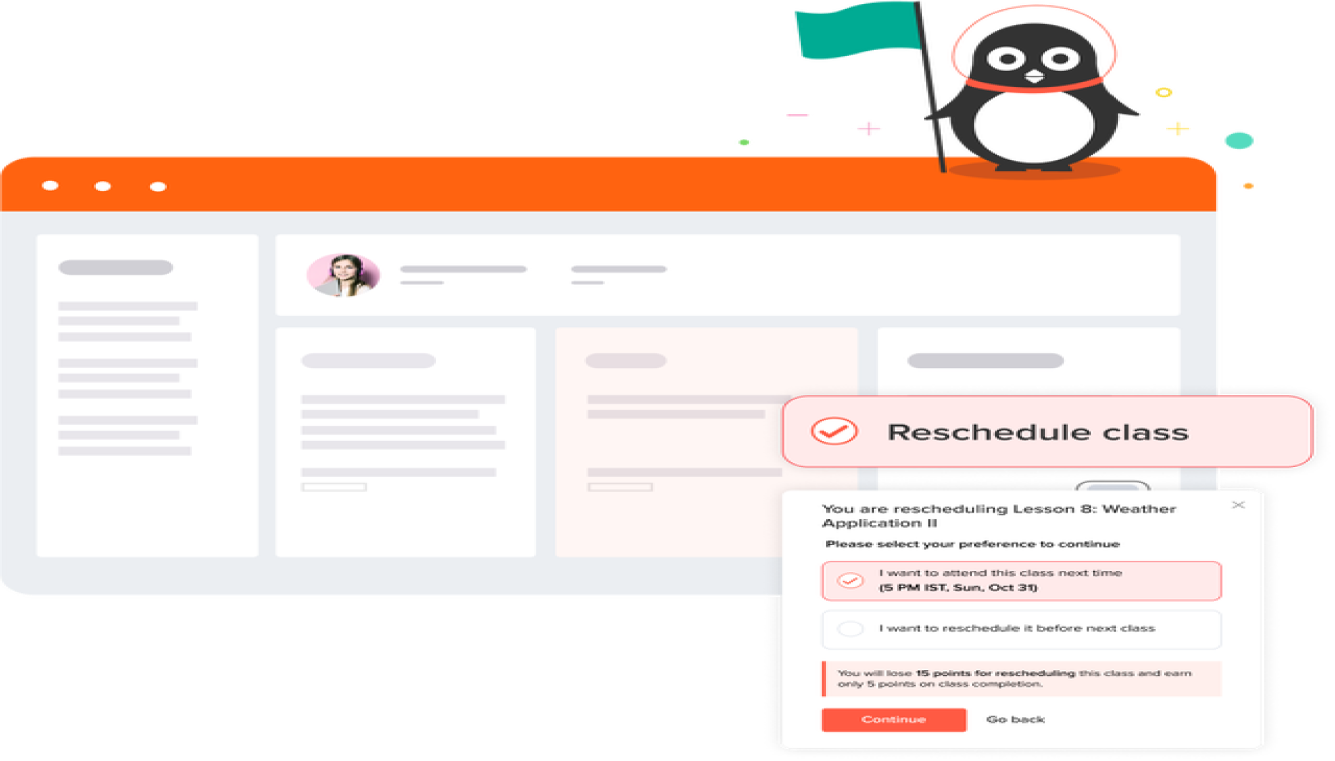 Reschedule class
You are rescheduling Lesson 8: Weather
Application II
Please select your preference to continue
I want to attend this class next time
(5 PM IST, Sun, Oct 31)
I want to reschedule it before next class
You will lose 15 points for rescheduling this class and earn
only 5 points on class completion.
Continue Go back